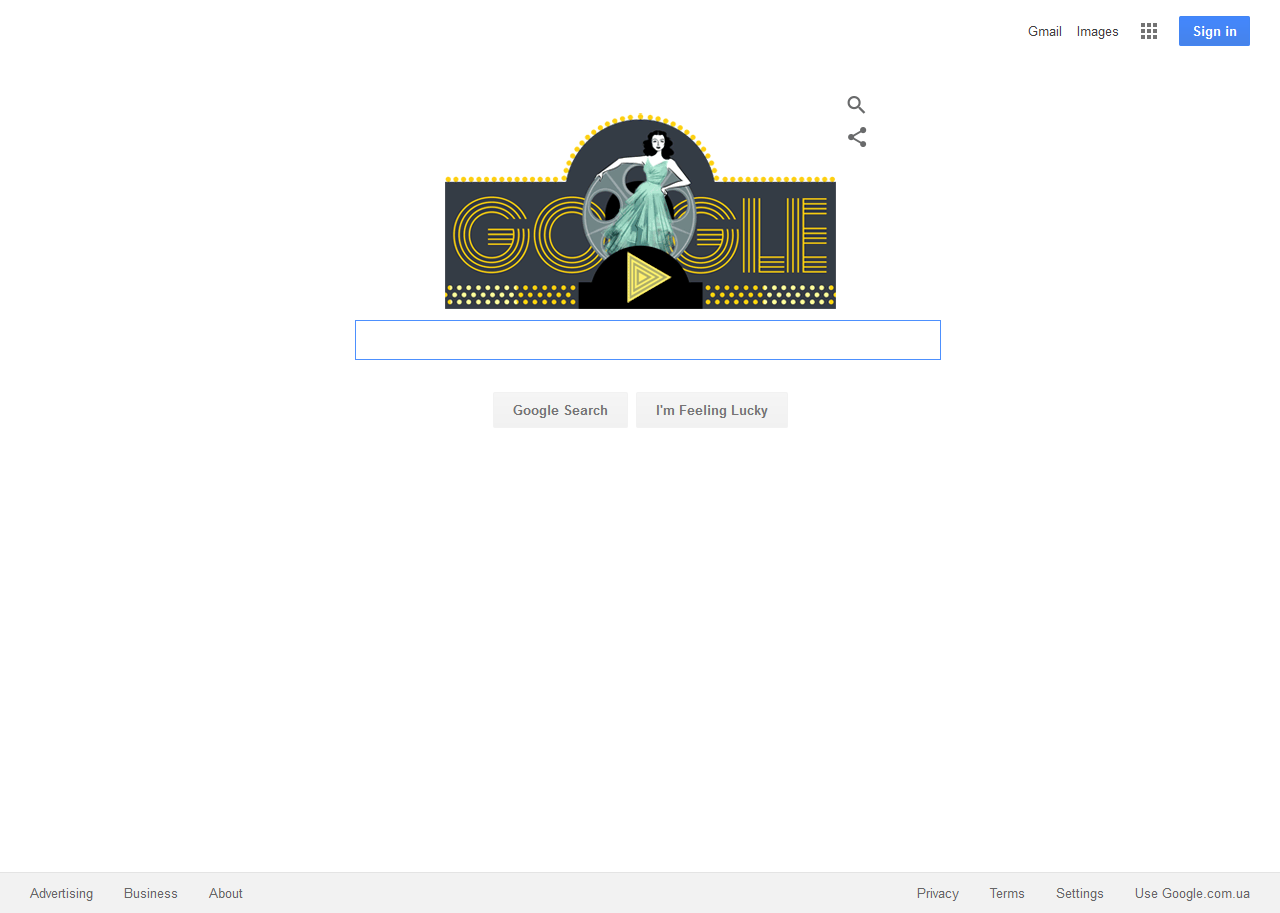 Gmail Images Sign in
GOOGLE
Google Search I'm Feeling Lucky
Advertising Business About Privacy Terms Settings Use Google.com.ua